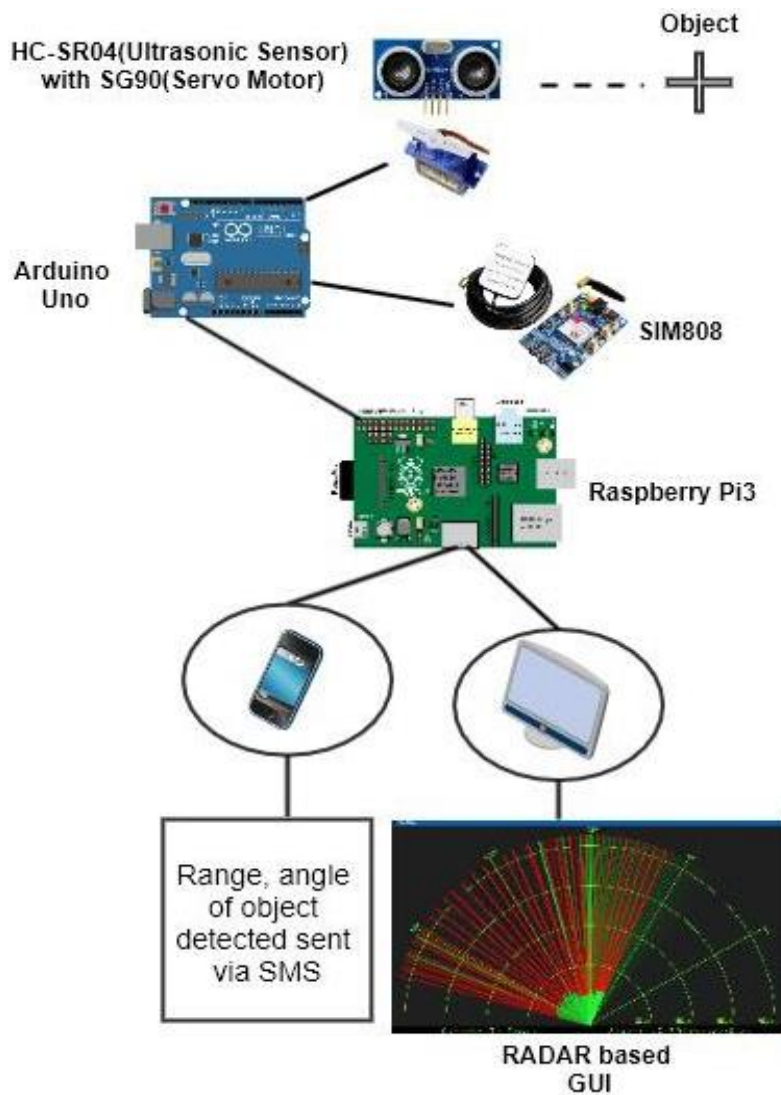 Object
HC-SR04(Ultrasonic Sensor)
with SG90(Servo Motor)
Arduino
Uno
SIM808
Raspberry Pi3
Range, angle
of object
detected sent
via SMS
RADAR based
GUI